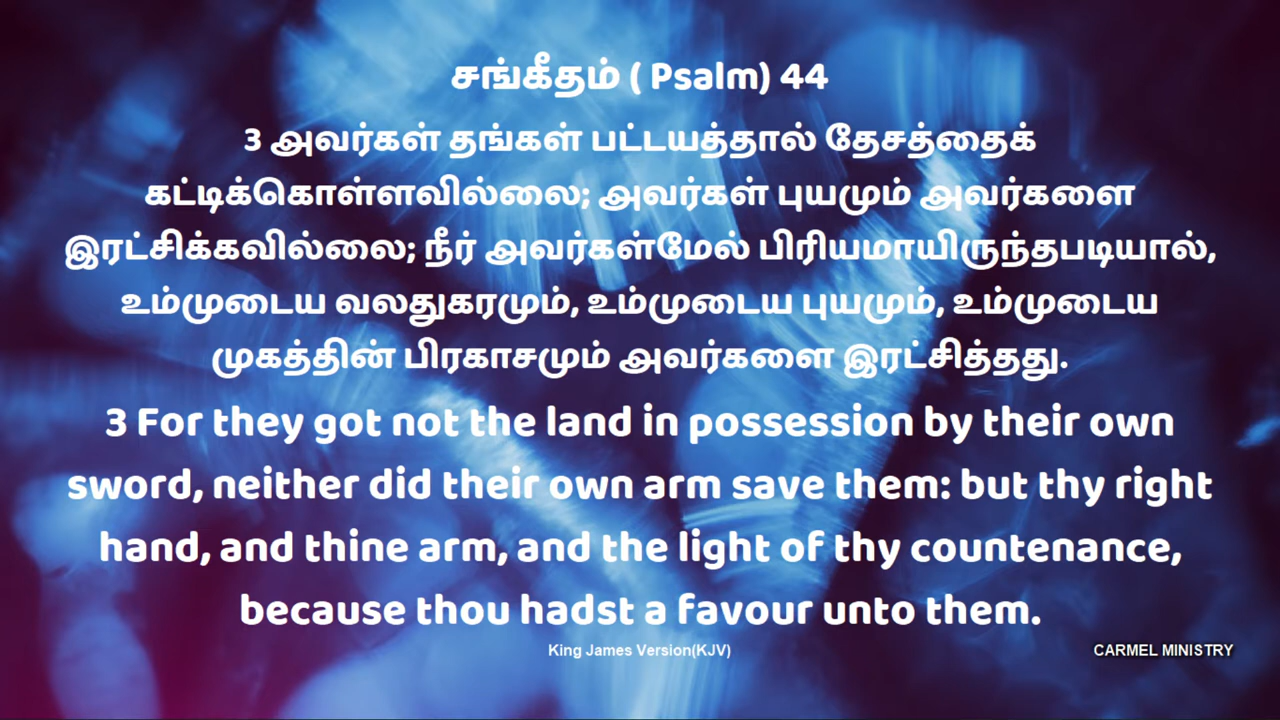 சங்கீதம் ( Psalm) 44
3 அவர்கள் தங்கள் பட்டயத்தால் தேசத்தைக்
கட்டிக்கொள்ளவில்லை; அவர்கள் புயமும் அவர்களை
இரட்சிக்கவில்லை; நீர் அவர்கள்மேல் பிரியமாயிருந்தபடியால்,
உம்முடைய வலதுகரமும், உம்முடைய புயமும், உம்முடைய
முகத்தின் பிரகாசமும் அவர்களை இரட்சித்தது.
3 For they got not the land in possession by their own
sword, neither did their own arm save them: but thy right
hand, and thine arm, and the light of thy countenance,
because thou hadst a favour unto them.
King James Version(KJV)
CARMEL MINISTRY